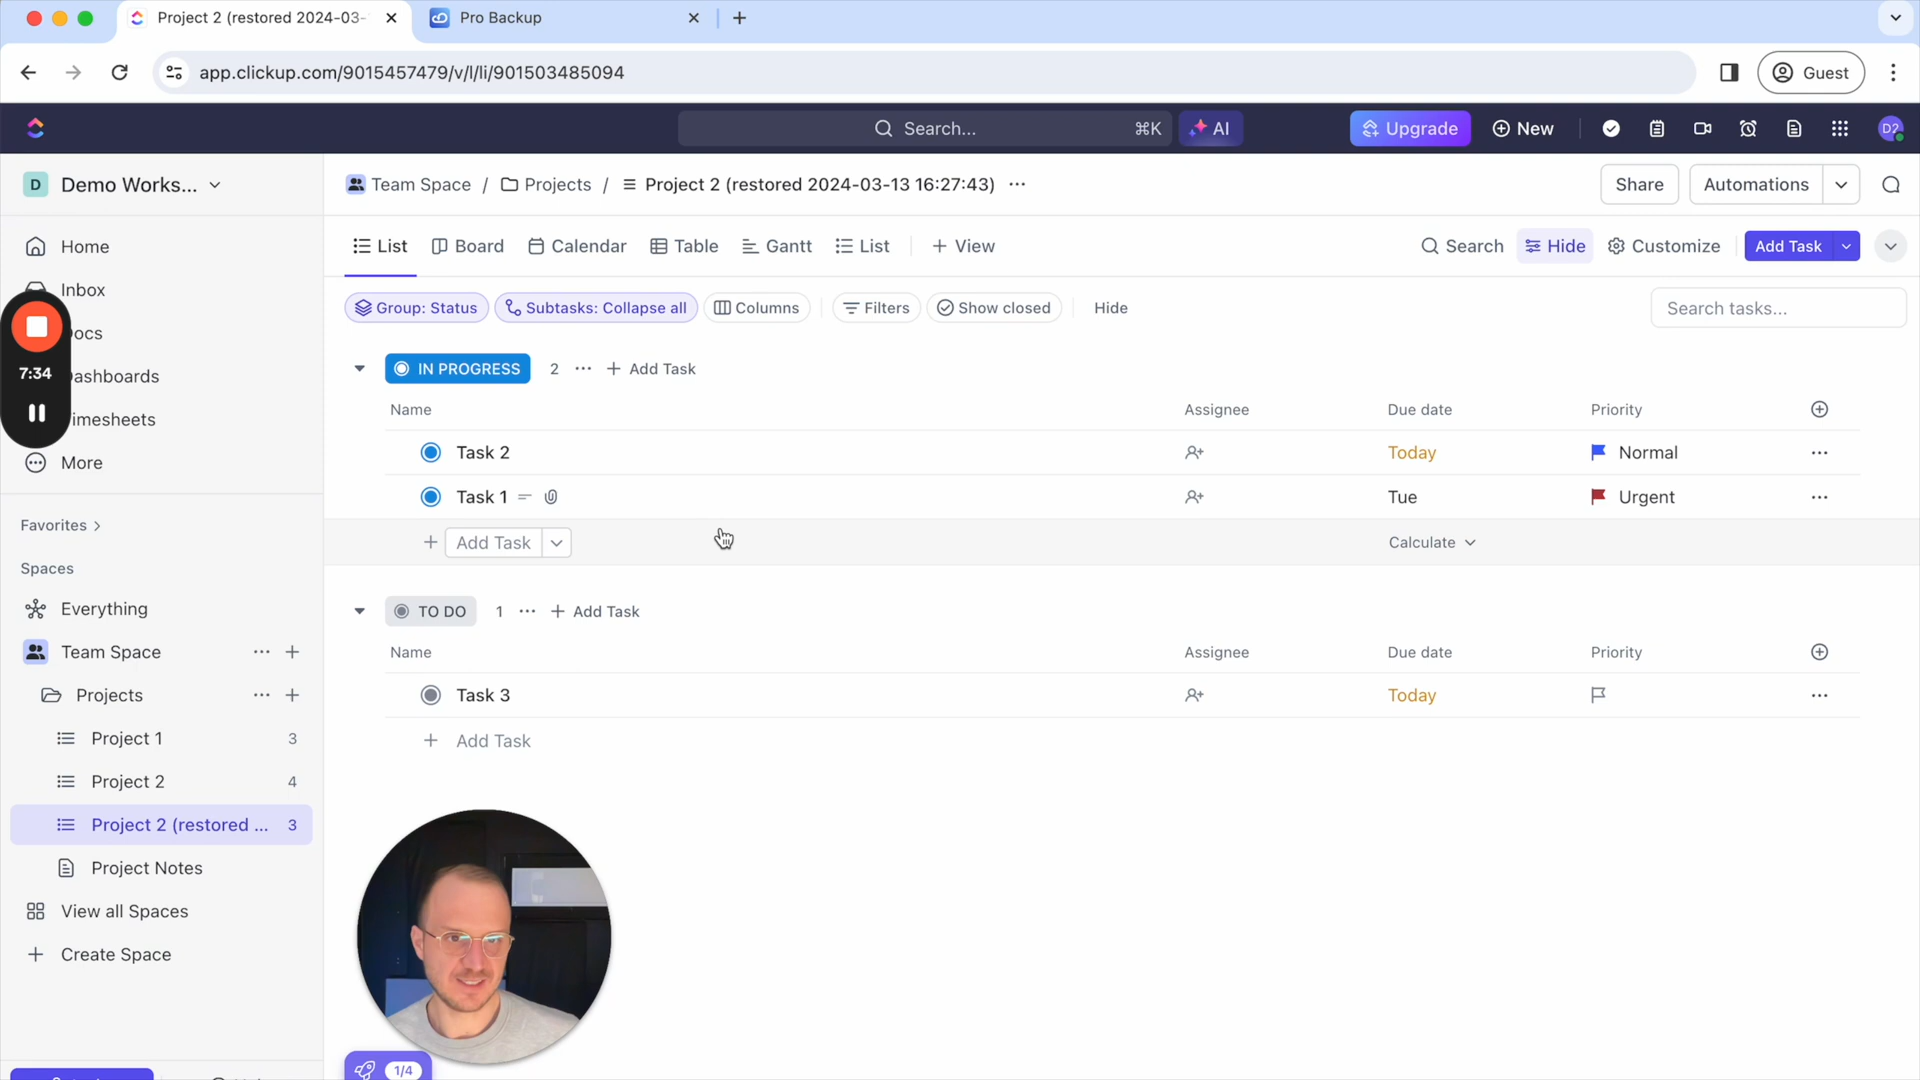 Project 2 (restored 2024-03-
Pro Backup
app.clickup.com/9015457479/v/l/li/901503485094
Guest
Search...
⌘K
AI
Upgrade
New
D2
D
Demo Works...
Team Space / Projects / Project 2 (restored 2024-03-13 16:27:43)
Share
Automations
Home
Inbox
ocs
ashboards
imesheets
More
7:34
List
Board
Calendar
Table
Gantt
List
+ View
Search
Hide
Customize
Add Task
Group: Status
Subtasks: Collapse all
Columns
Filters
Show closed
Hide
Search tasks...
IN PROGRESS 2 ... + Add Task
Name Assignee Due date Priority
Task 2 Today Normal
Task 1 Tue Urgent
+ Add Task Calculate
TO DO 1 ... + Add Task
Name Assignee Due date Priority
Task 3 Today
+ Add Task
Favorites
Spaces
Everything
Team Space
Projects
Project 1 3
Project 2 4
Project 2 (restored ... 3
Project Notes
View all Spaces
+ Create Space
1/4